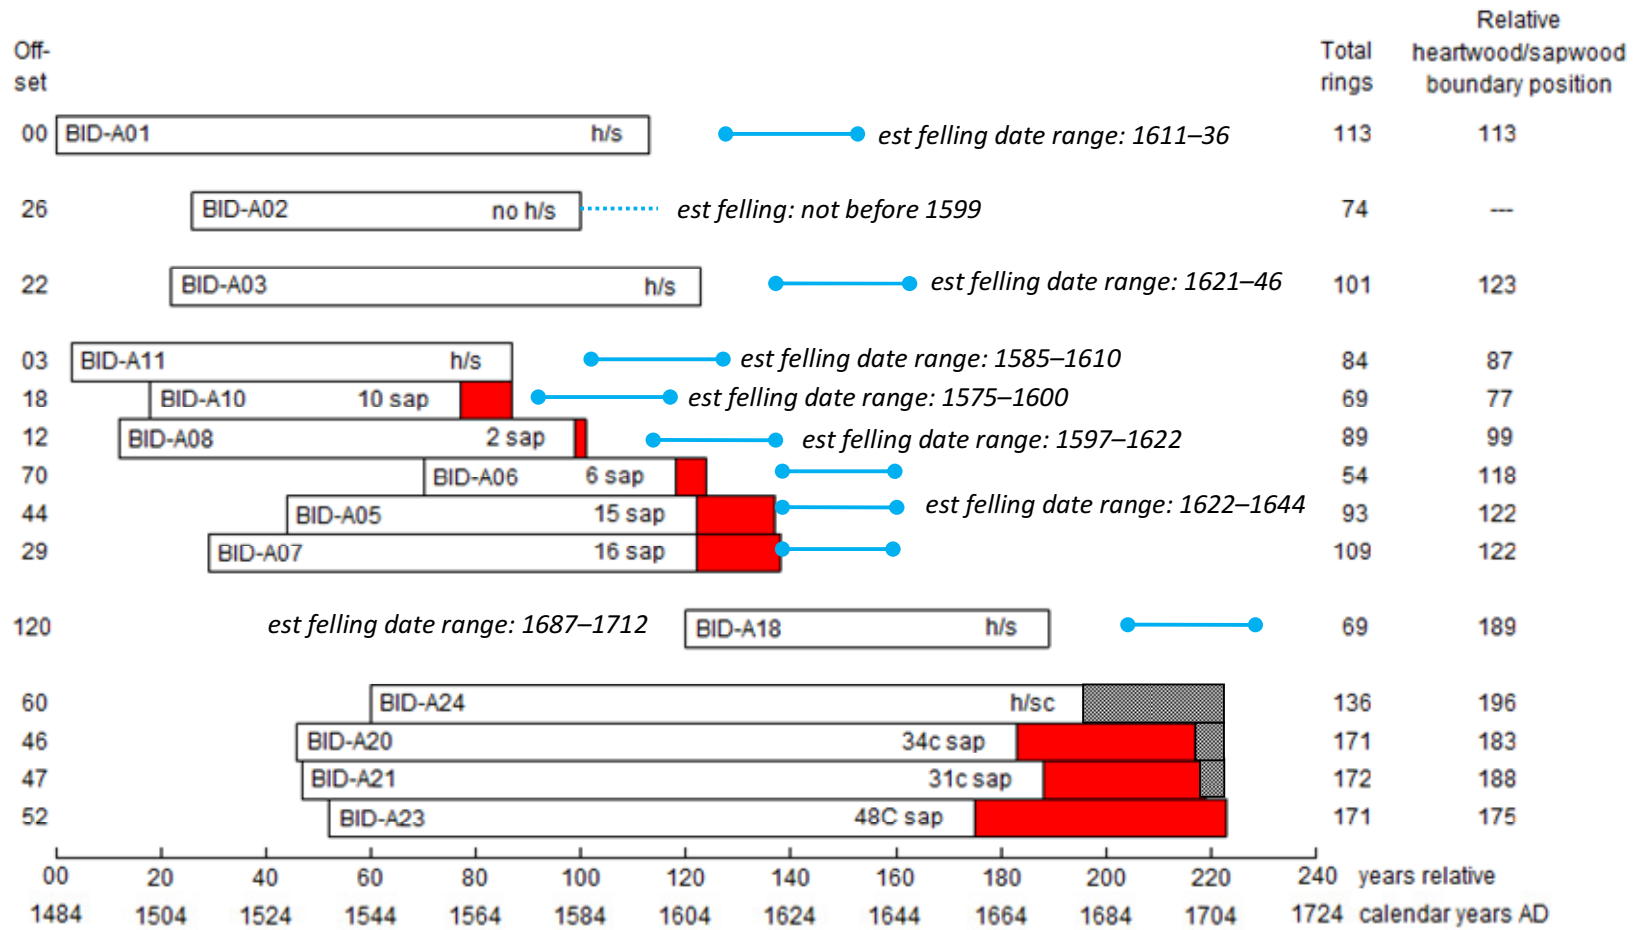 Off-
set
Total
rings
Relative
heartwood/sapwood
boundary position
00 BID-A01 h/s est felling date range: 1611–36 113 113
26 BID-A02 no h/s est felling: not before 1599 74 ---
22 BID-A03 h/s est felling date range: 1621–46 101 123
03 BID-A11 h/s est felling date range: 1585–1610 84 87
18 BID-A10 10 sap est felling date range: 1575–1600 69 77
12 BID-A08 2 sap est felling date range: 1597–1622 89 99
70 BID-A06 6 sap 54 118
44 BID-A05 15 sap est felling date range: 1622–1644 93 122
29 BID-A07 16 sap 109 122
120 est felling date range: 1687–1712 BID-A18 h/s 69 189
60 BID-A24 h/sc 136 196
46 BID-A20 34c sap 171 183
47 BID-A21 31c sap 172 188
52 BID-A23 48C sap 171 175
00 20 40 60 80 100 120 140 160 180 200 220 240 years relative
1484 1504 1524 1544 1564 1584 1604 1624 1644 1664 1684 1704 1724 calendar years AD